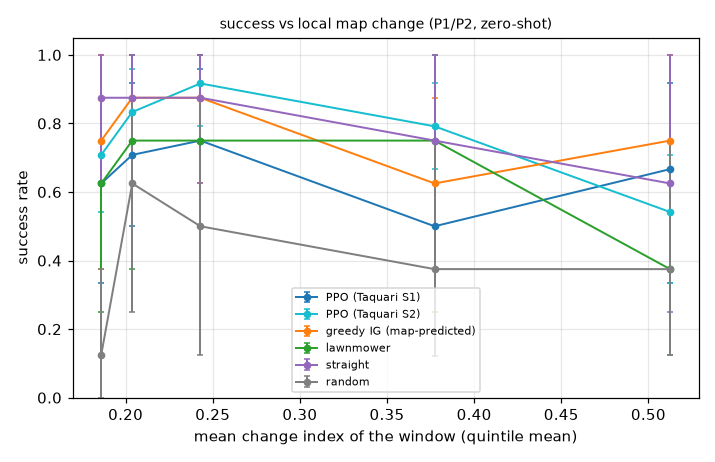 success vs local map change (P1/P2, zero-shot)
success rate
1.0
0.8
0.6
0.4
0.2
0.0
PPO (Taquari S1)
PPO (Taquari S2)
greedy IG (map-predicted)
lawnmower
straight
random
0.20 0.25 0.30 0.35 0.40 0.45 0.50
mean change index of the window (quintile mean)